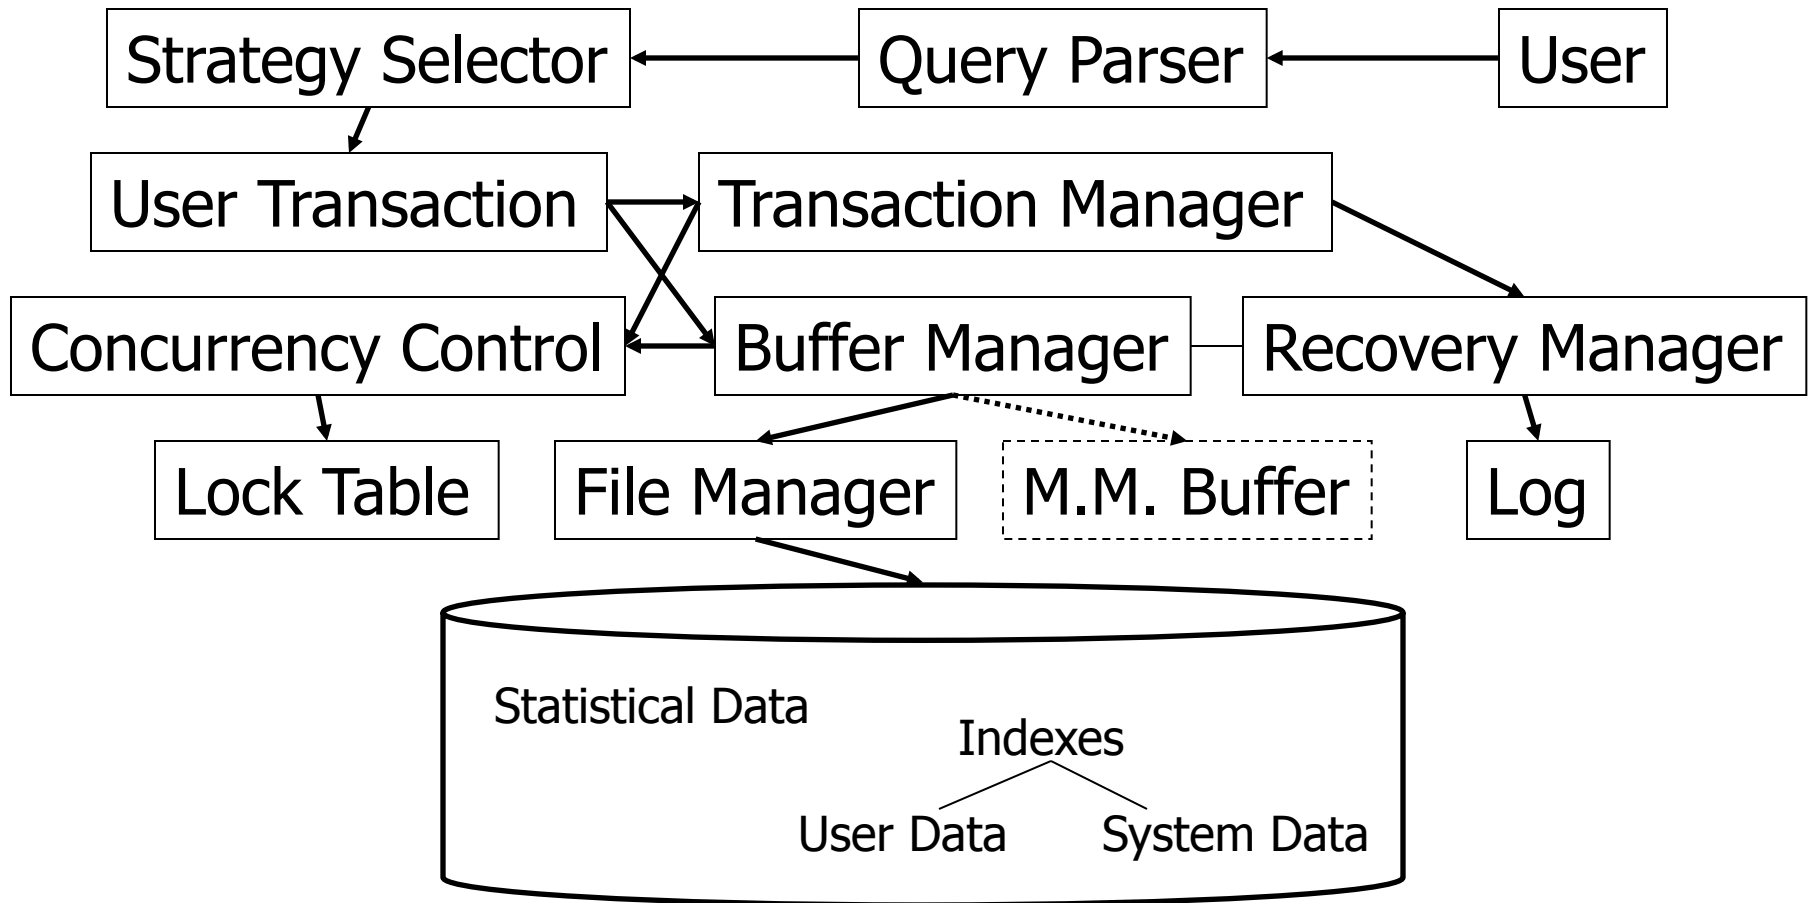 Strategy Selector
Query Parser
User
User Transaction
Transaction Manager
Concurrency Control
Buffer Manager
Recovery Manager
Lock Table
File Manager
M.M. Buffer
Log
Statistical Data
Indexes
User Data
System Data